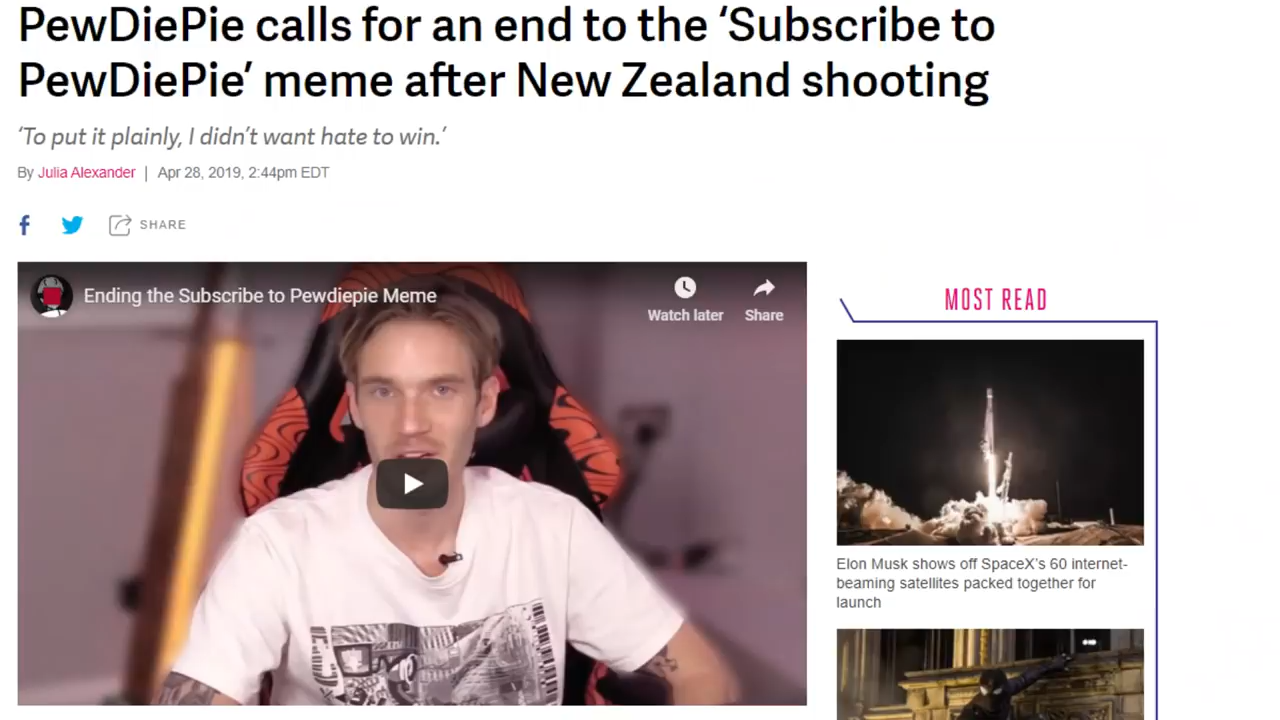 PewDiePie calls for an end to the ‘Subscribe to
PewDiePie’ meme after New Zealand shooting
‘To put it plainly, I didn’t want hate to win.’
By Julia Alexander | Apr 28, 2019, 2:44pm EDT
SHARE
Ending the Subscribe to Pewdiepie Meme
Watch later
Share
MOST READ
Elon Musk shows off SpaceX’s 60 internet-
beaming satellites packed together for
launch